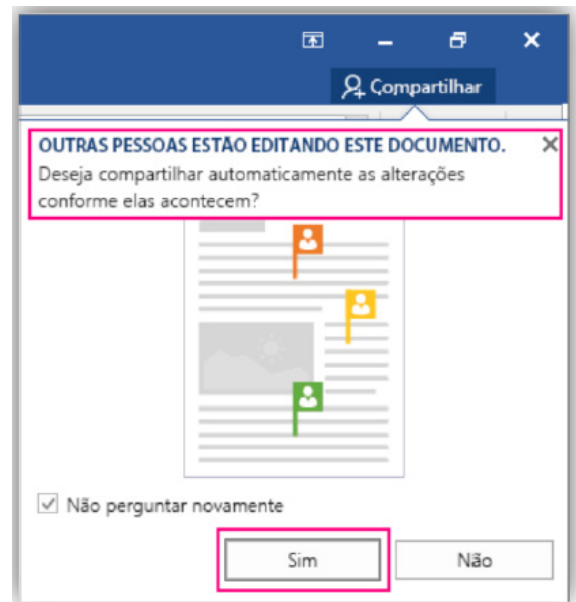 Compartilhar
OUTRAS PESSOAS ESTÃO EDITANDO ESTE DOCUMENTO.
Deseja compartilhar automaticamente as alterações
conforme elas acontecem?
Não perguntar novamente
Sim Não